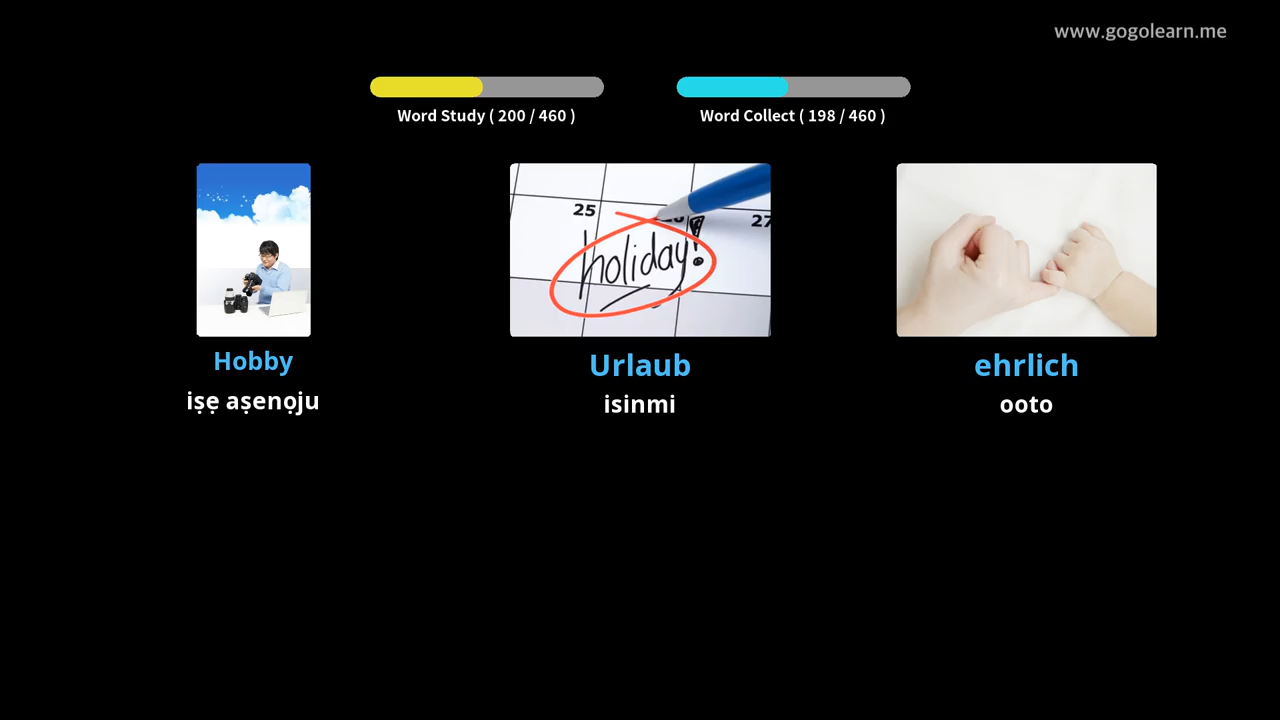 www.gogolearn.me
Word Study ( 200 / 460 )
Word Collect ( 198 / 460 )
25
27
holiday!
Hobby
Urlaub
ehrlich
iṣẹ aṣenọju
isinmi
ooto